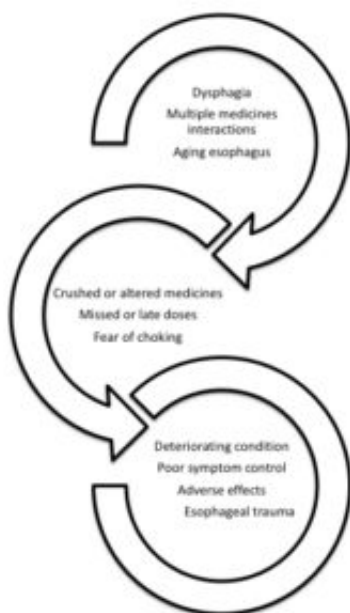 Dysphagia
Multiple medicines
interactions
Aging esophagus
Crushed or altered medicines
Missed or late doses
Fear of choking
Deteriorating condition
Poor symptom control
Adverse effects
Esophageal trauma